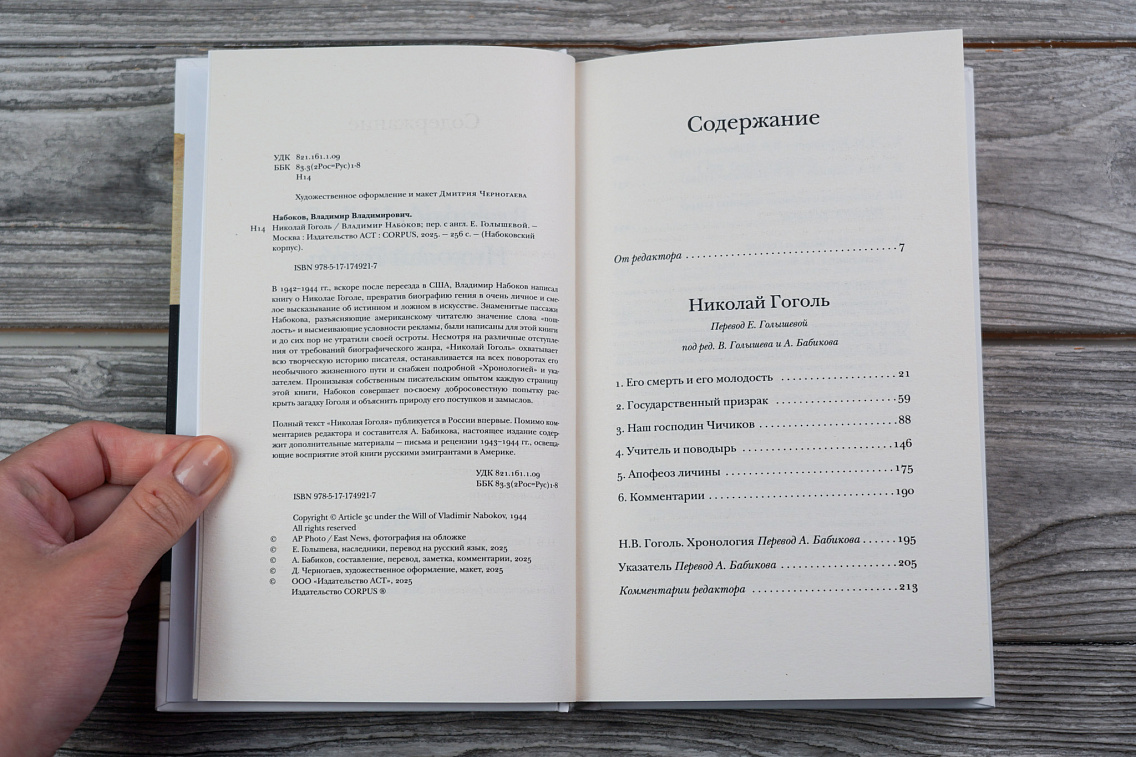 УДК 821.161.1.09
ББК 83.3(2Рос=Рус)1-8
Н14
Художественное оформление и макет Дмитрия Черногаева
Набоков, Владимир Владимирович.
Н14 Николай Гоголь / Владимир Набоков; пер. с англ. Е. Голышевой. —
Москва : Издательство АСТ : CORPUS, 2025. — 256 с. — (Набоковский
корпус).
ISBN 978-5-17-174921-7
В 1942–1944 гг., вскоре после переезда в США, Владимир Набоков написал
книгу о Николае Гоголе, превратив биографию гения в очень личное и сме-
лое высказывание об истинном и ложном в искусстве. Знаменитые пассажи
Набокова, разъясняющие американскому читателю значение слова «пош-
лость» и высмеивающие условности рекламы, были написаны для этой книги
и до сих пор не утратили своей остроты. Несмотря на различные отступле-
ния от требований биографического жанра, «Николай Гоголь» охватывает
всю творческую историю писателя, останавливается на всех поворотах его
необычного жизненного пути и снабжен подробной «Хронологией» и ука-
зателем. Пронизывая собственным писательским опытом каждую страницу
этой книги, Набоков совершает по-своему добросовестную попытку рас-
крыть загадку Гоголя и объяснить природу его поступков и замыслов.
Полный текст «Николая Гоголя» публикуется в России впервые. Помимо ком-
ментариев редактора и составителя А. Бабикова, настоящее издание содер-
жит дополнительные материалы — письма и рецензии 1943–1944 гг., освеща-
ющие восприятие этой книги русскими эмигрантами в Америке.
УДК 821.161.1.09
ББК 83.3(2Рос=Рус)1-8
ISBN 978-5-17-174921-7
Copyright © Article 3c under the Will of Vladimir Nabokov, 1944
All rights reserved
© AP Photo / East News, фотография на обложке
© Е. Голышева, наследники, перевод на русский язык, 2025
© А. Бабиков, составление, перевод, заметка, комментарии, 2025
© Д. Черногаев, художественное оформление, макет, 2025
© ООО «Издательство АСТ», 2025
Издательство CORPUS ®
Содержание
От редактора . . . . . . . . . . . . . . . . . . . . . . 7
Николай Гоголь
Перевод Е. Голышевой
под ред. В. Голышева и А. Бабикова
1. Его смерть и его молодость . . . . . . . . . . . . 21
2. Государственный призрак . . . . . . . . . . . . 59
3. Наш господин Чичиков . . . . . . . . . . . . 88
4. Учитель и поводырь . . . . . . . . . . . . 146
5. Апофеоз личины . . . . . . . . . . . . 175
6. Комментарии . . . . . . . . . . . . 190
Н.В. Гоголь. Хронология Перевод А. Бабикова . . . . . . 195
Указатель Перевод А. Бабикова . . . . . . . . . . . . 205
Комментарии редактора . . . . . . . . . . . . 213